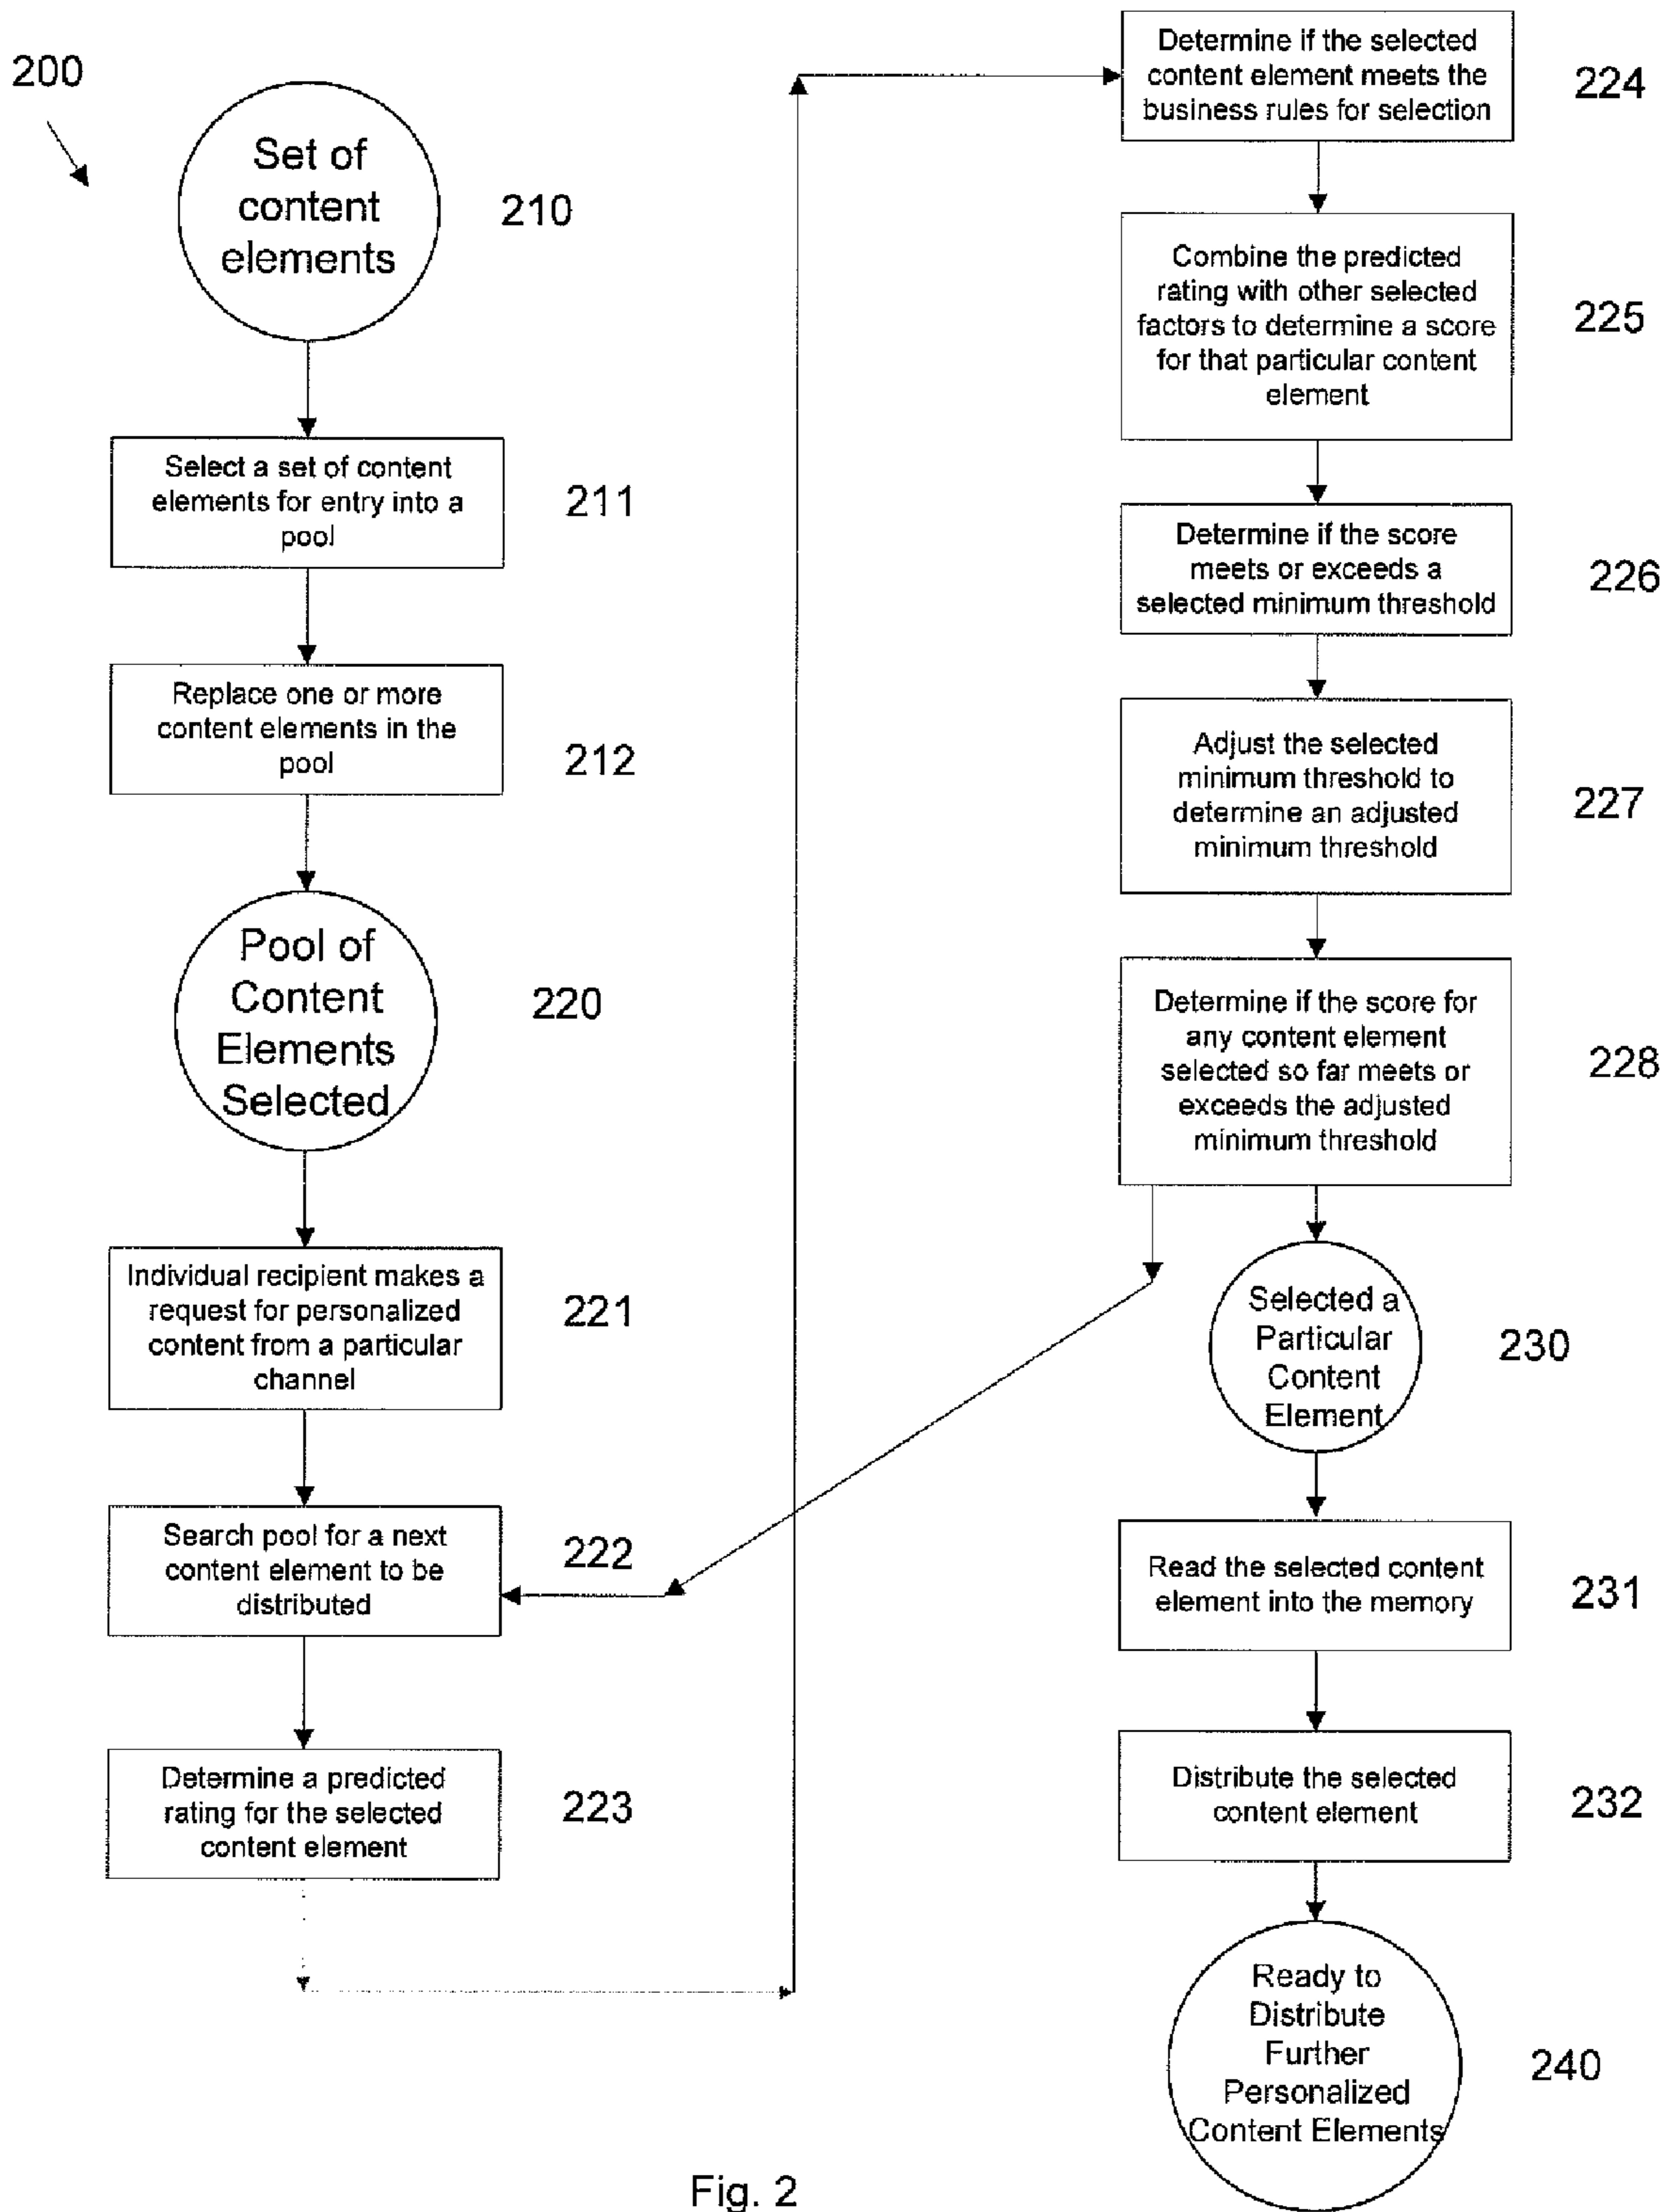 200
Set of
content
elements
210
Select a set of content
elements for entry into a
pool
211
Replace one or more
content elements in the
pool
212
Pool of
Content
Elements
Selected
220
Individual recipient makes a
request for personalized
content from a particular
channel
221
Search pool for a next
content element to be
distributed
222
Determine a predicted
rating for the selected
content element
223
Determine if the selected
content element meets the
business rules for selection
224
Combine the predicted
rating with other selected
factors to determine a score
for that particular content
element
225
Determine if the score
meets or exceeds a
selected minimum threshold
226
Adjust the selected
minimum threshold to
determine an adjusted
minimum threshold
227
Determine if the score for
any content element
selected so far meets or
exceeds the adjusted
minimum threshold
228
Selected a
Particular
Content
Element
230
Read the selected content
element into the memory
231
Distribute the selected
content element
232
Ready to
Distribute
Further
Personalized
Content Elements
240
Fig. 2